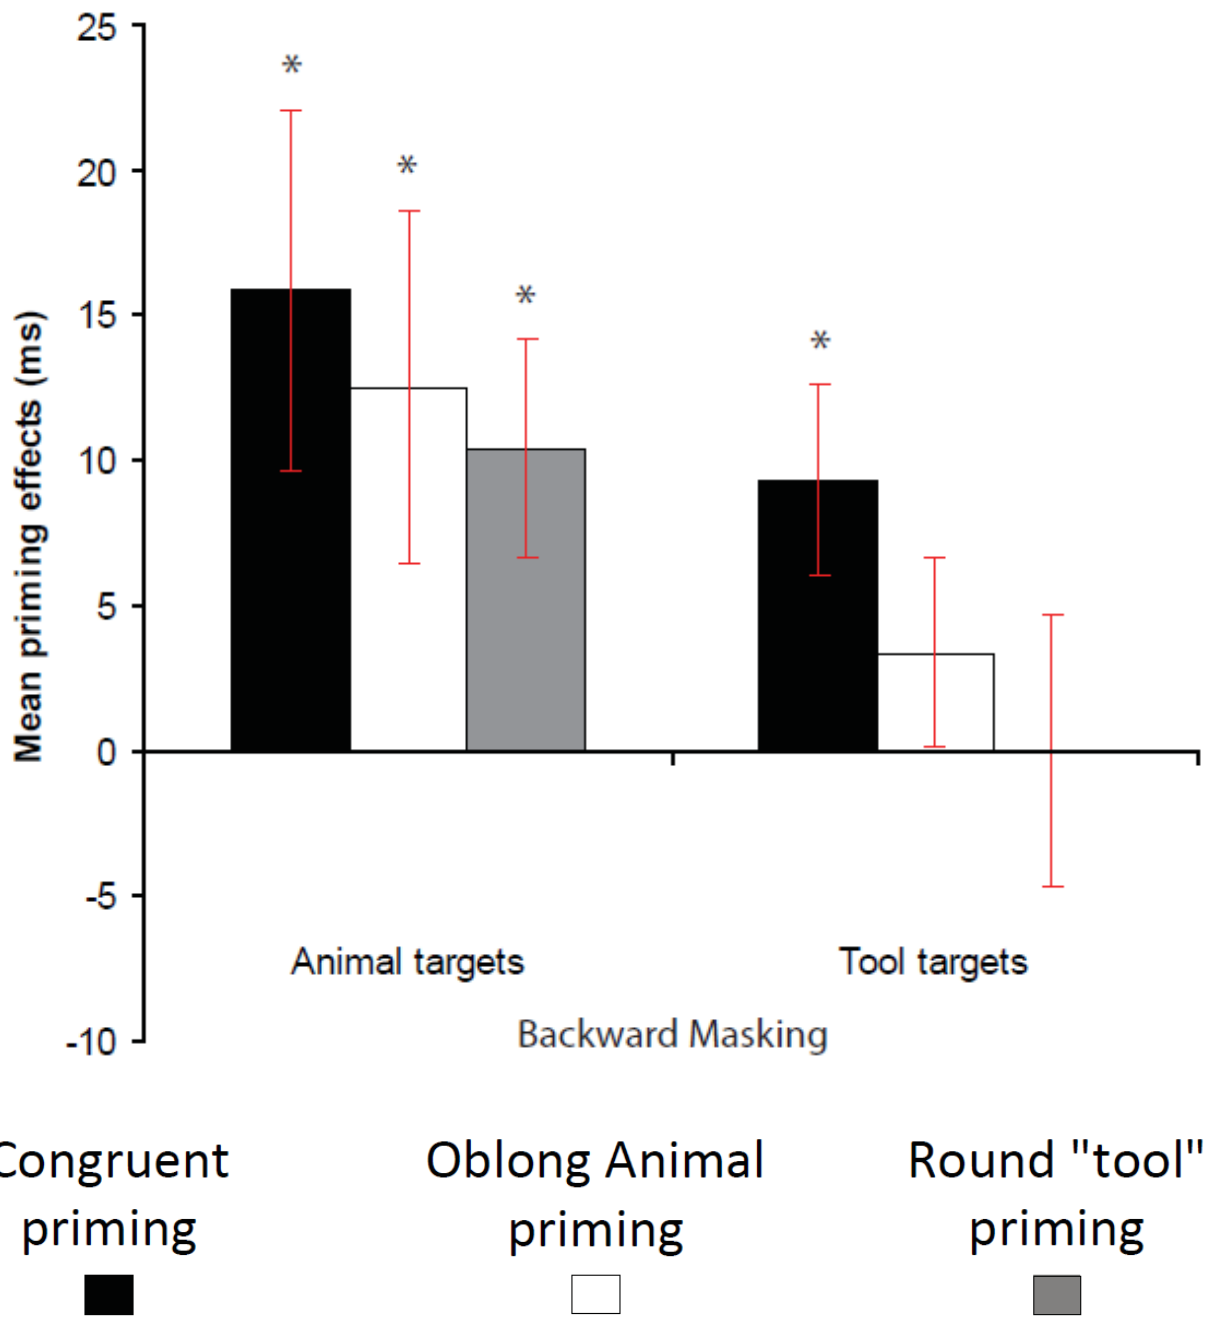 25
20
15
10
5
0
-5
-10
Mean priming effects (ms)
*
*
*
*
Animal targets
Tool targets
Backward Masking
Congruent
priming
Oblong Animal
priming
Round "tool"
priming